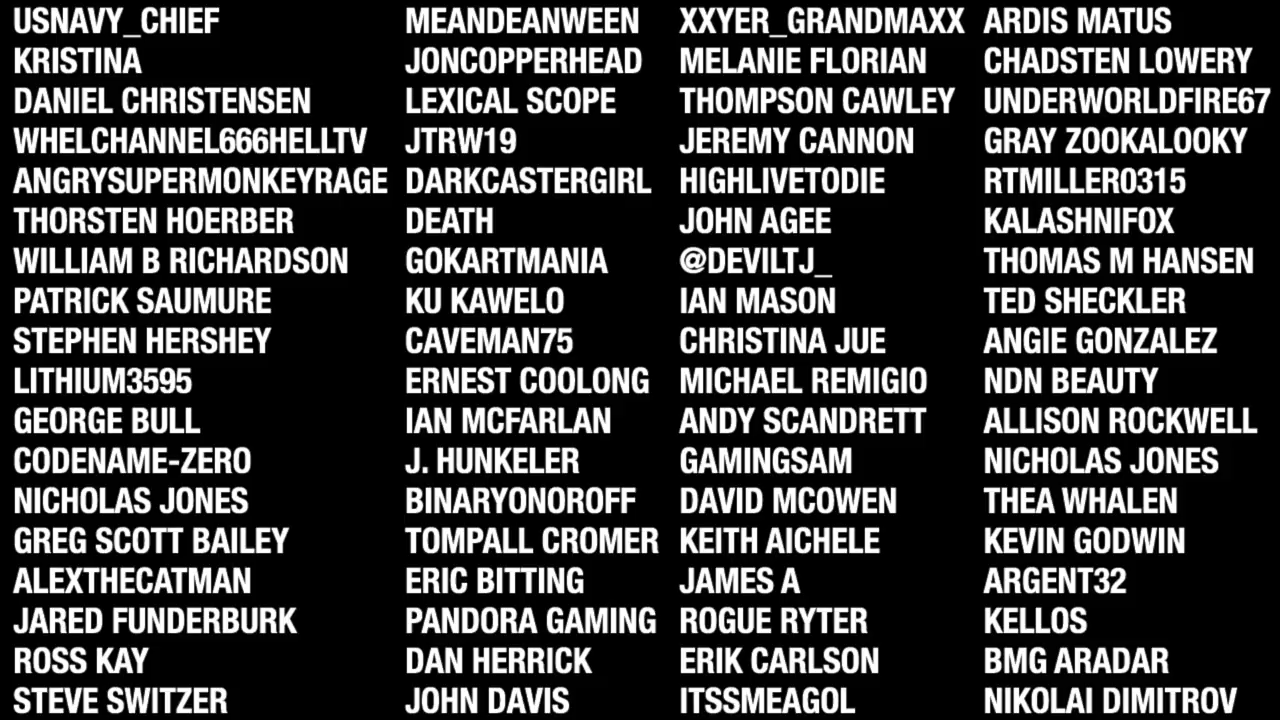 USNAVY_CHIEF MEANDEANWEEN XXYER_GRANDMAXX ARDIS MATUS
KRISTINA JONCOPPERHEAD MELANIE FLORIAN CHADSTEN LOWERY
DANIEL CHRISTENSEN LEXICAL SCOPE THOMPSON CAWLEY UNDERWORLDFIRE67
WHELCHANNEL666HELLTV JTRW19 JEREMY CANNON GRAY ZOOKALOOKY
ANGRYSUPERMONKEYRAGE DARKCASTERGIRL HIGHLIVETODIE RTMILLER0315
THORSTEN HOERBER DEATH JOHN AGEE KALASHNIFOX
WILLIAM B RICHARDSON GOKARTMANIA @DEVILTJ_ THOMAS M HANSEN
PATRICK SAUMURE KU KAWELO IAN MASON TED SHECKLER
STEPHEN HERSHEY CAVEMAN75 CHRISTINA JUE ANGIE GONZALEZ
LITHIUM3595 ERNEST COOLONG MICHAEL REMIGIO NDN BEAUTY
GEORGE BULL IAN MCFARLAN ANDY SCANDRETT ALLISON ROCKWELL
CODENAME-ZERO J. HUNKELER GAMINGSAM NICHOLAS JONES
NICHOLAS JONES BINARYONOROFF DAVID MCOWEN THEA WHALEN
GREG SCOTT BAILEY TOMPALL CROMER KEITH AICHELE KEVIN GODWIN
ALEXTHECATMAN ERIC BITTING JAMES A ARGENT32
JARED FUNDERBURK PANDORA GAMING ROGUE RYTER KELLOS
ROSS KAY DAN HERRICK ERIK CARLSON BMG ARADAR
STEVE SWITZER JOHN DAVIS ITSSMEAGOL NIKOLAI DIMITROV